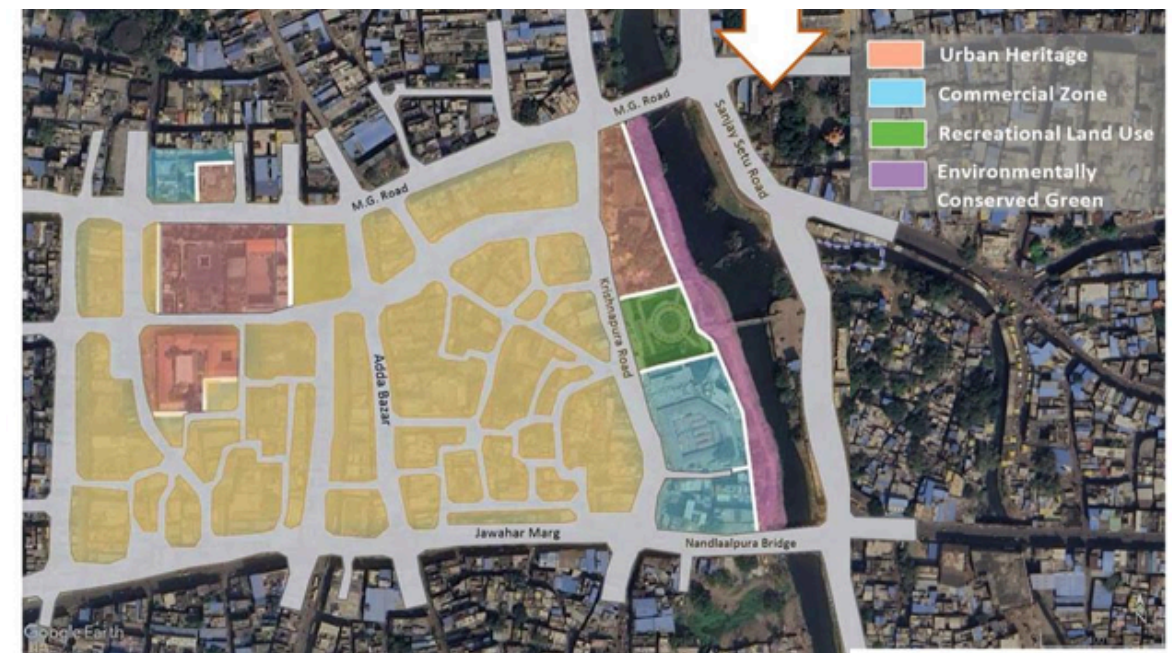 Urban Heritage
Commercial Zone
Recreational Land Use
Environmentally
Conserved Green
M.G. Road
Sanjay Setu Road
M.G. Road
Krishnapura Road
Adda Bazar
Jawahar Marg
Nandlaalpura Bridge
Google Earth
N